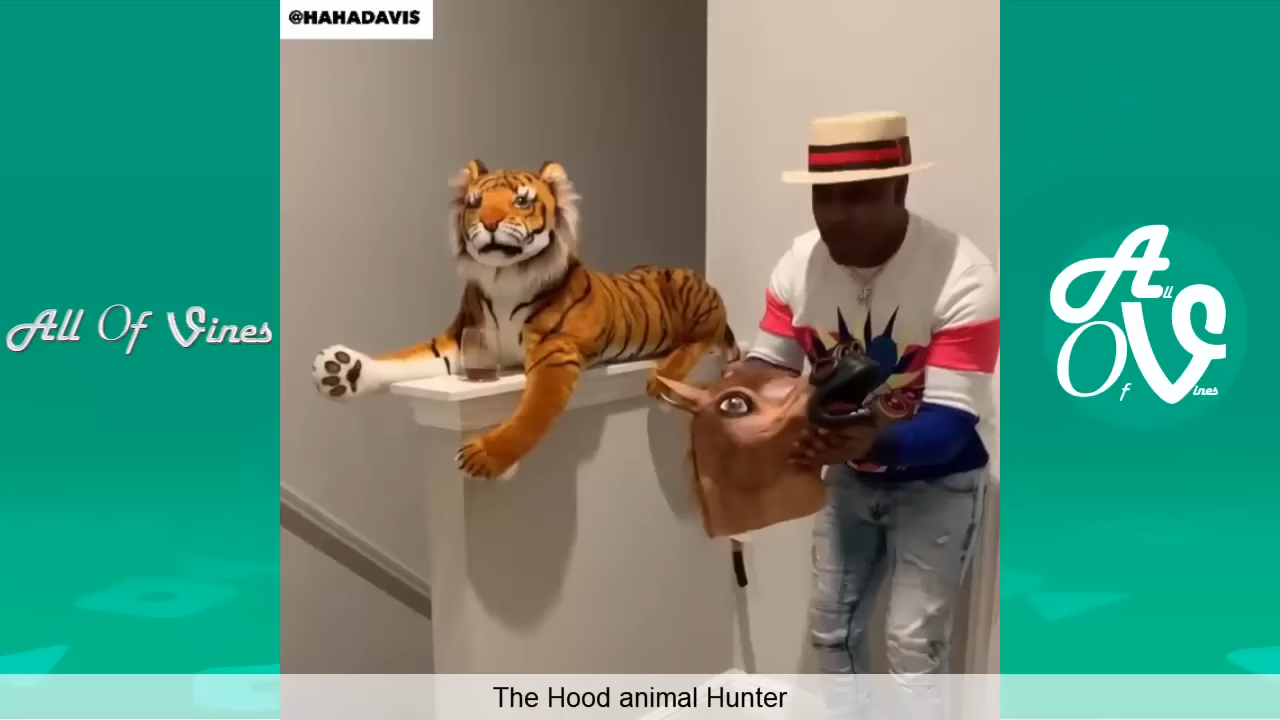 @HAHADAVIS
All Of Vines
All
Of Vines
The Hood animal Hunter